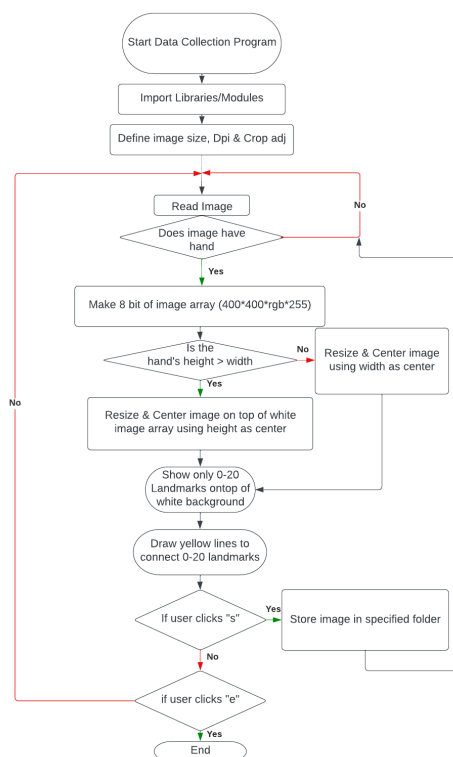 Start Data Collection Program
Import Libraries/Modules
Define image size, Dpi & Crop adj
Read Image
No
Does image have
hand
Yes
Make 8 bit of image array (400*400*rgb*255)
Is the
hand's height > width
No
Resize & Center image
using width as center
Yes
No
Resize & Center image on top of white
image array using height as center
Show only 0-20
Landmarks ontop of
white background
Draw yellow lines to
connect 0-20 landmarks
If user clicks "s"
Yes
Store image in specified folder
No
if user clicks "e"
Yes
End